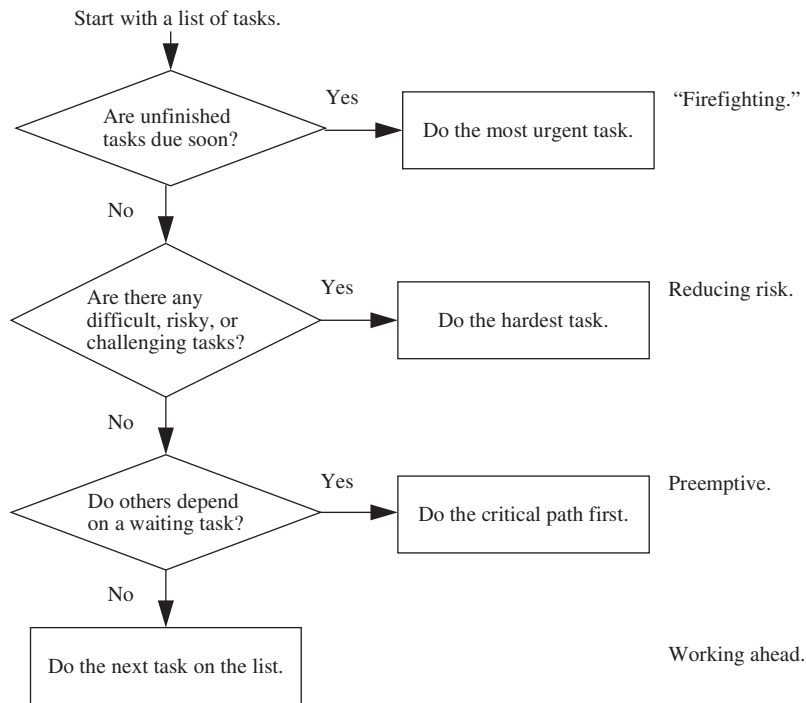 Start with a list of tasks.
Are unfinished
tasks due soon?
Yes
Do the most urgent task.
“Firefighting.”
No
Are there any
difficult, risky, or
challenging tasks?
Yes
Do the hardest task.
Reducing risk.
No
Do others depend
on a waiting task?
Yes
Do the critical path first.
Preemptive.
No
Do the next task on the list.
Working ahead.